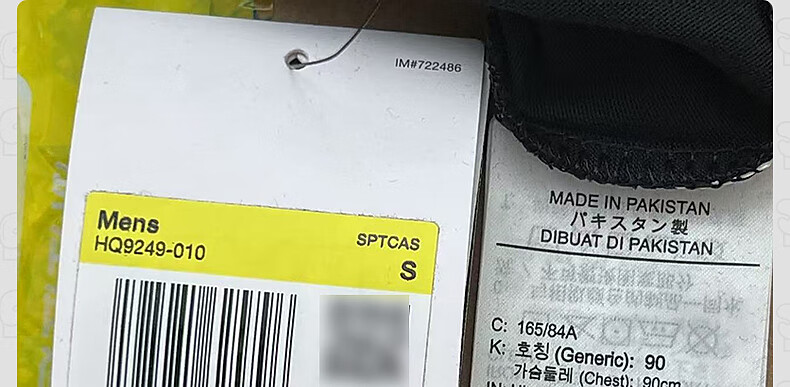 IM#722486
Mens
HQ9249-010
SPTCAS
S
MADE IN PAKISTAN
パキスタン製
DIBUAT DI PAKISTAN
C: 165/84A
K: 호칭 (Generic): 90
가슴둘레 (Chest): 90cm